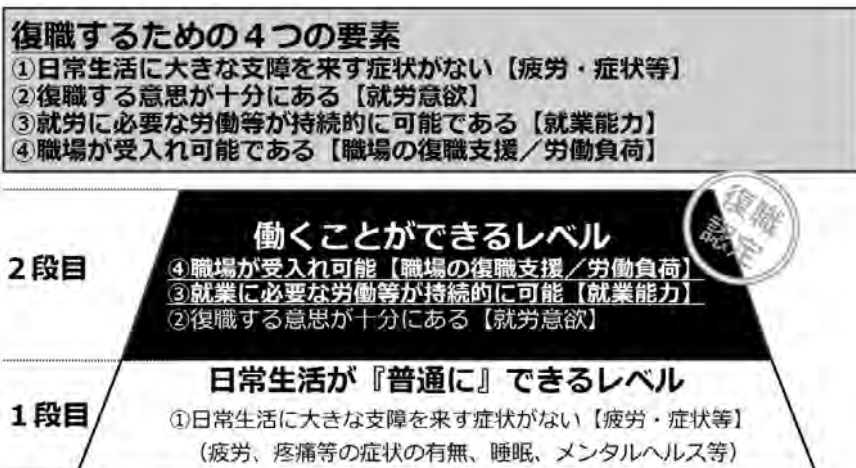 復職するための４つの要素
①日常生活に大きな支障を来す症状がない【疲労・症状等】
②復職する意思が十分にある【就労意欲】
③就労に必要な労働等が持続的に可能である【就業能力】
④職場が受入れ可能である【職場の復職支援／労働負荷】
復職
認定
２段目
働くことができるレベル
④職場が受入れ可能【職場の復職支援／労働負荷】
③就業に必要な労働等が持続的に可能【就業能力】
②復職する意思が十分にある【就労意欲】
１段目
日常生活が『普通に』できるレベル
①日常生活に大きな支障を来す症状がない【疲労・症状等】
（疲労、疼痛等の症状の有無、睡眠、メンタルヘルス等）